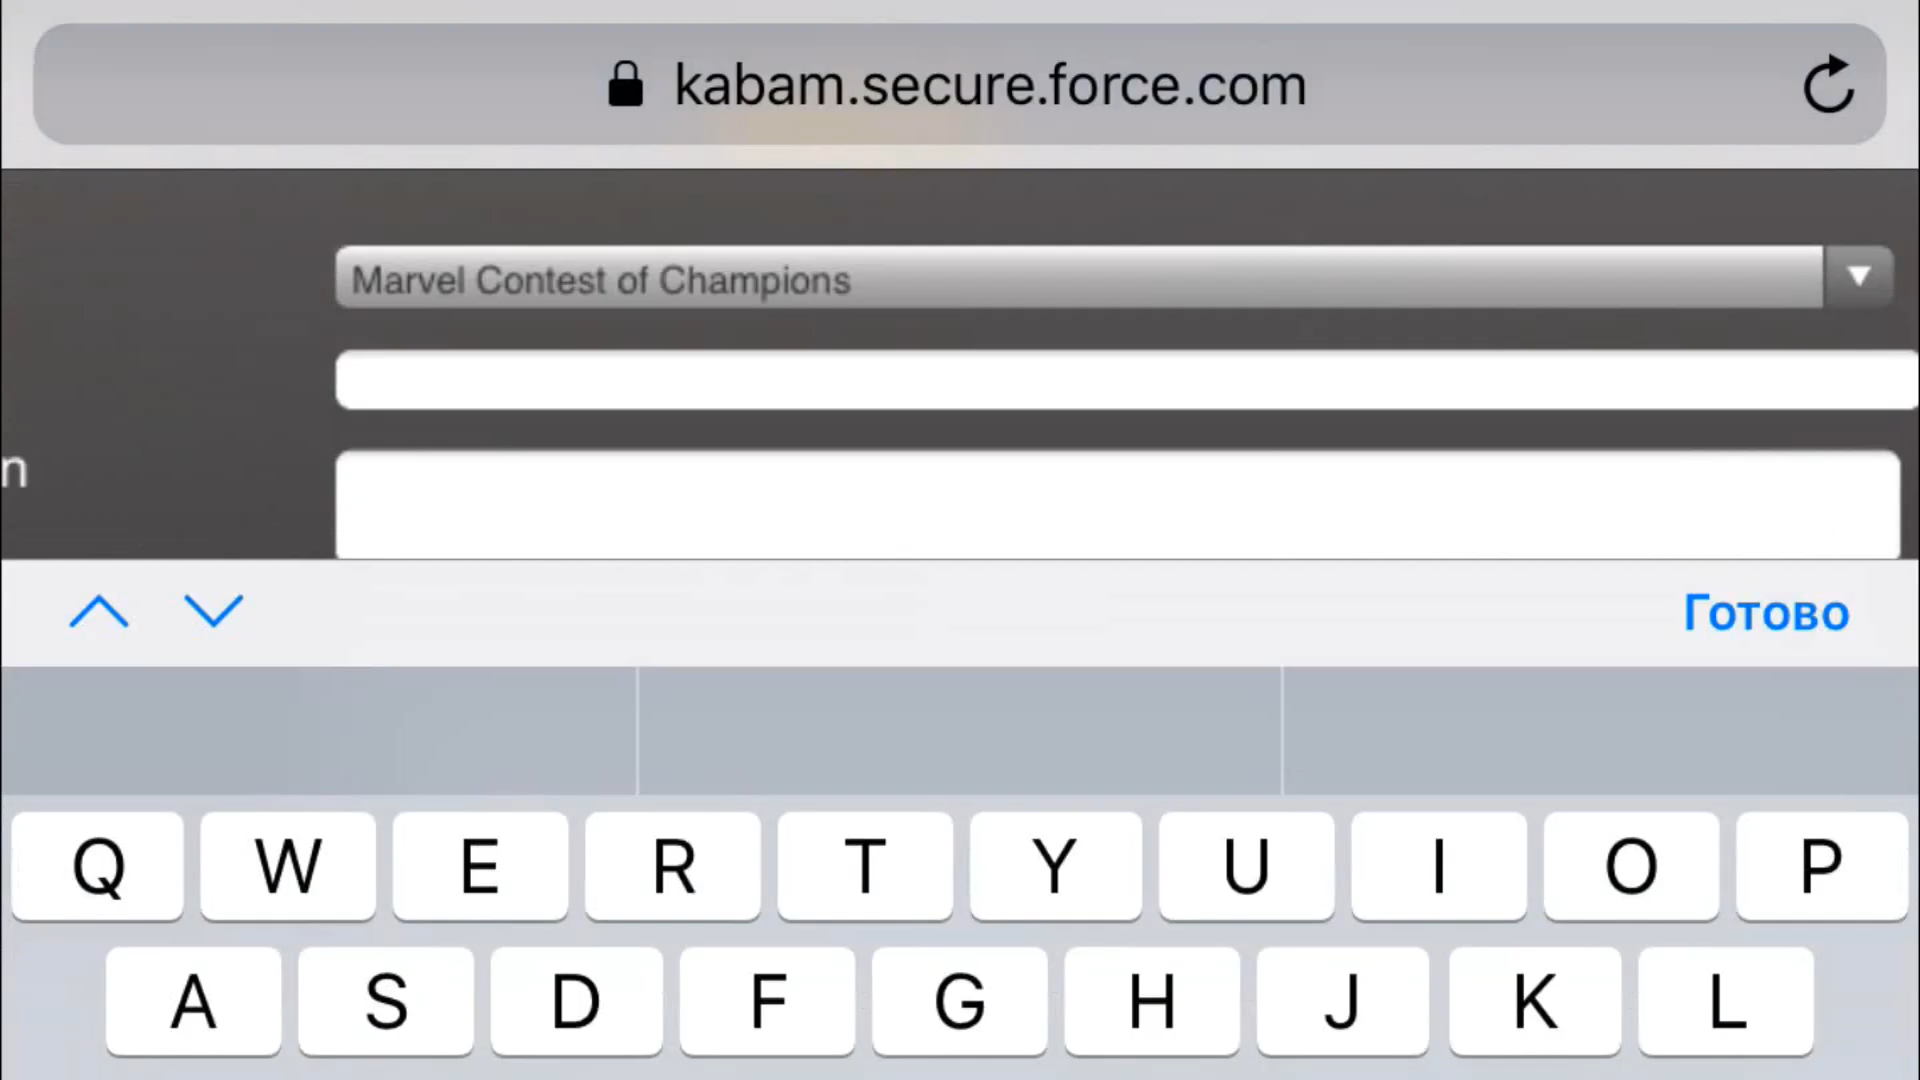 kabam.secure.force.com
Marvel Contest of Champions
n
Готово
Q W E R T Y U I O P
A S D F G H J K L